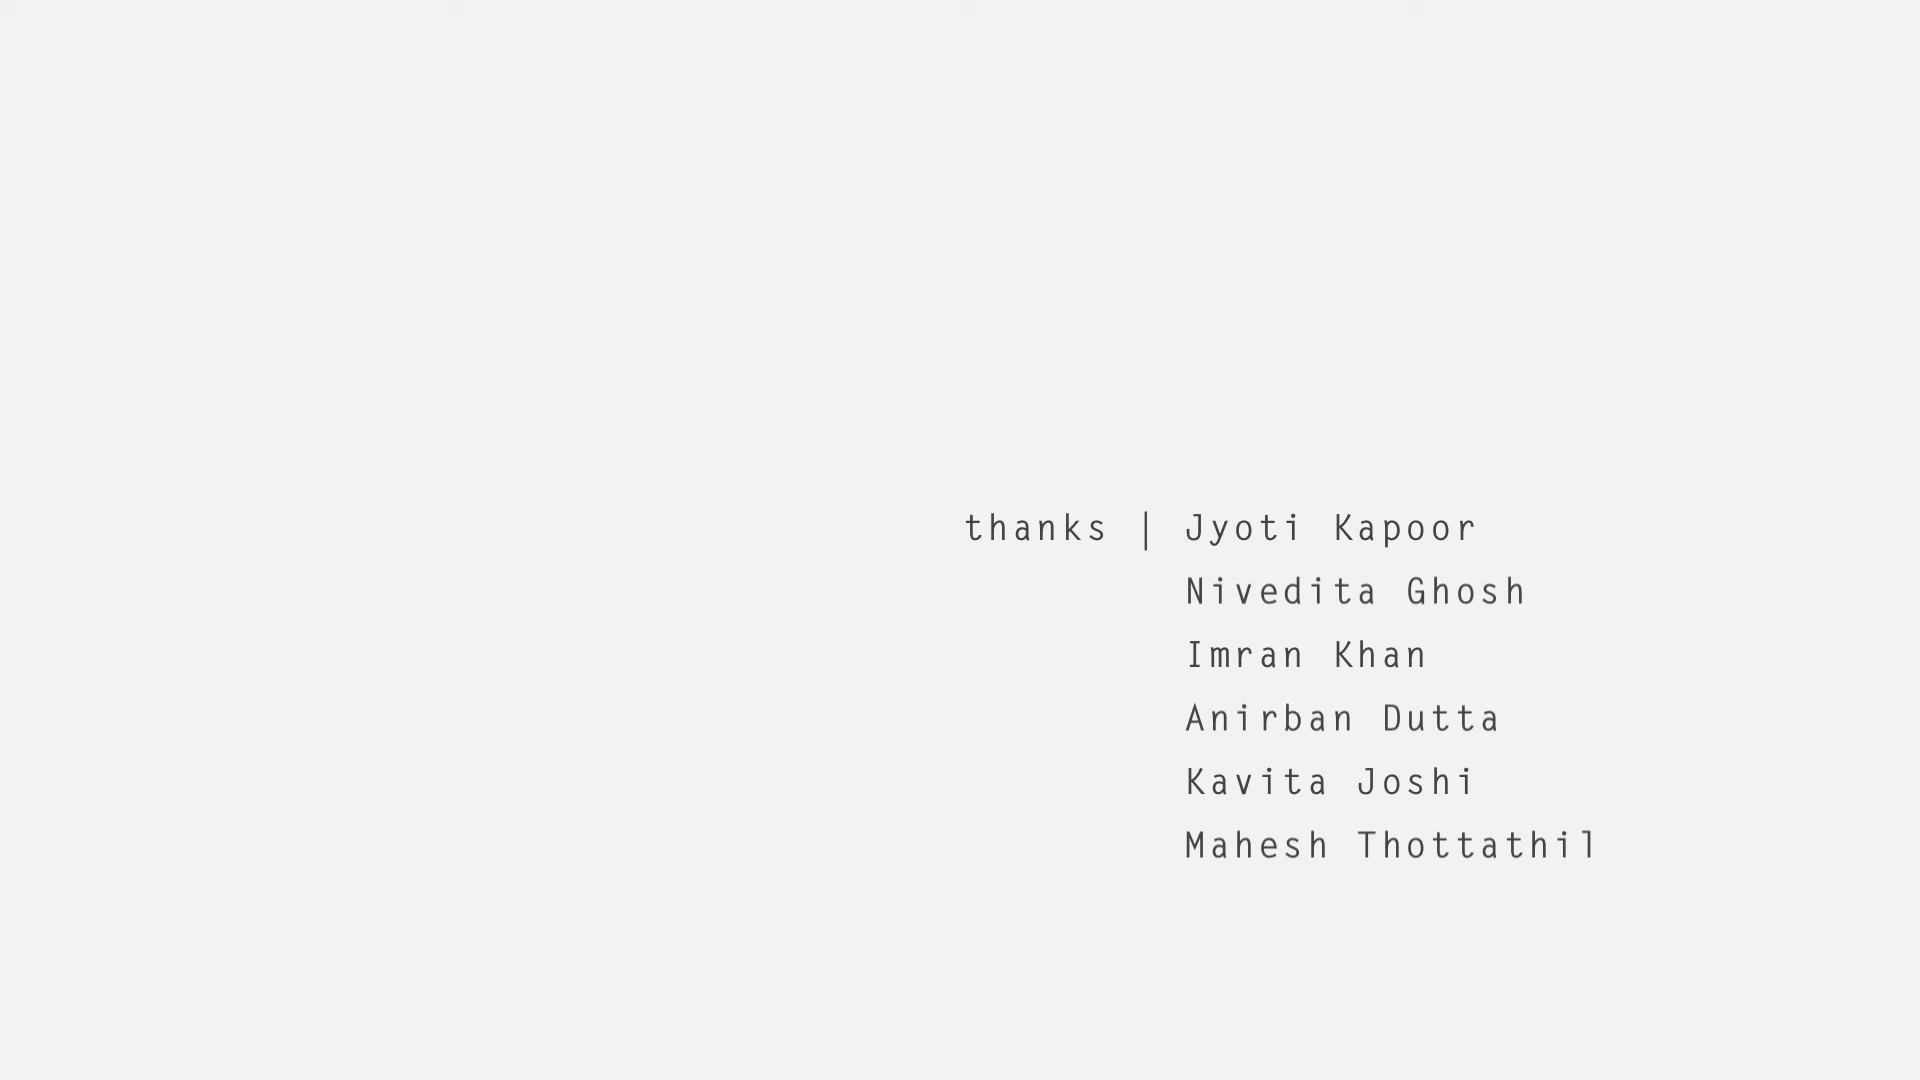 thanks | Jyoti Kapoor
Nivedita Ghosh
Imran Khan
Anirban Dutta
Kavita Joshi
Mahesh Thottathil